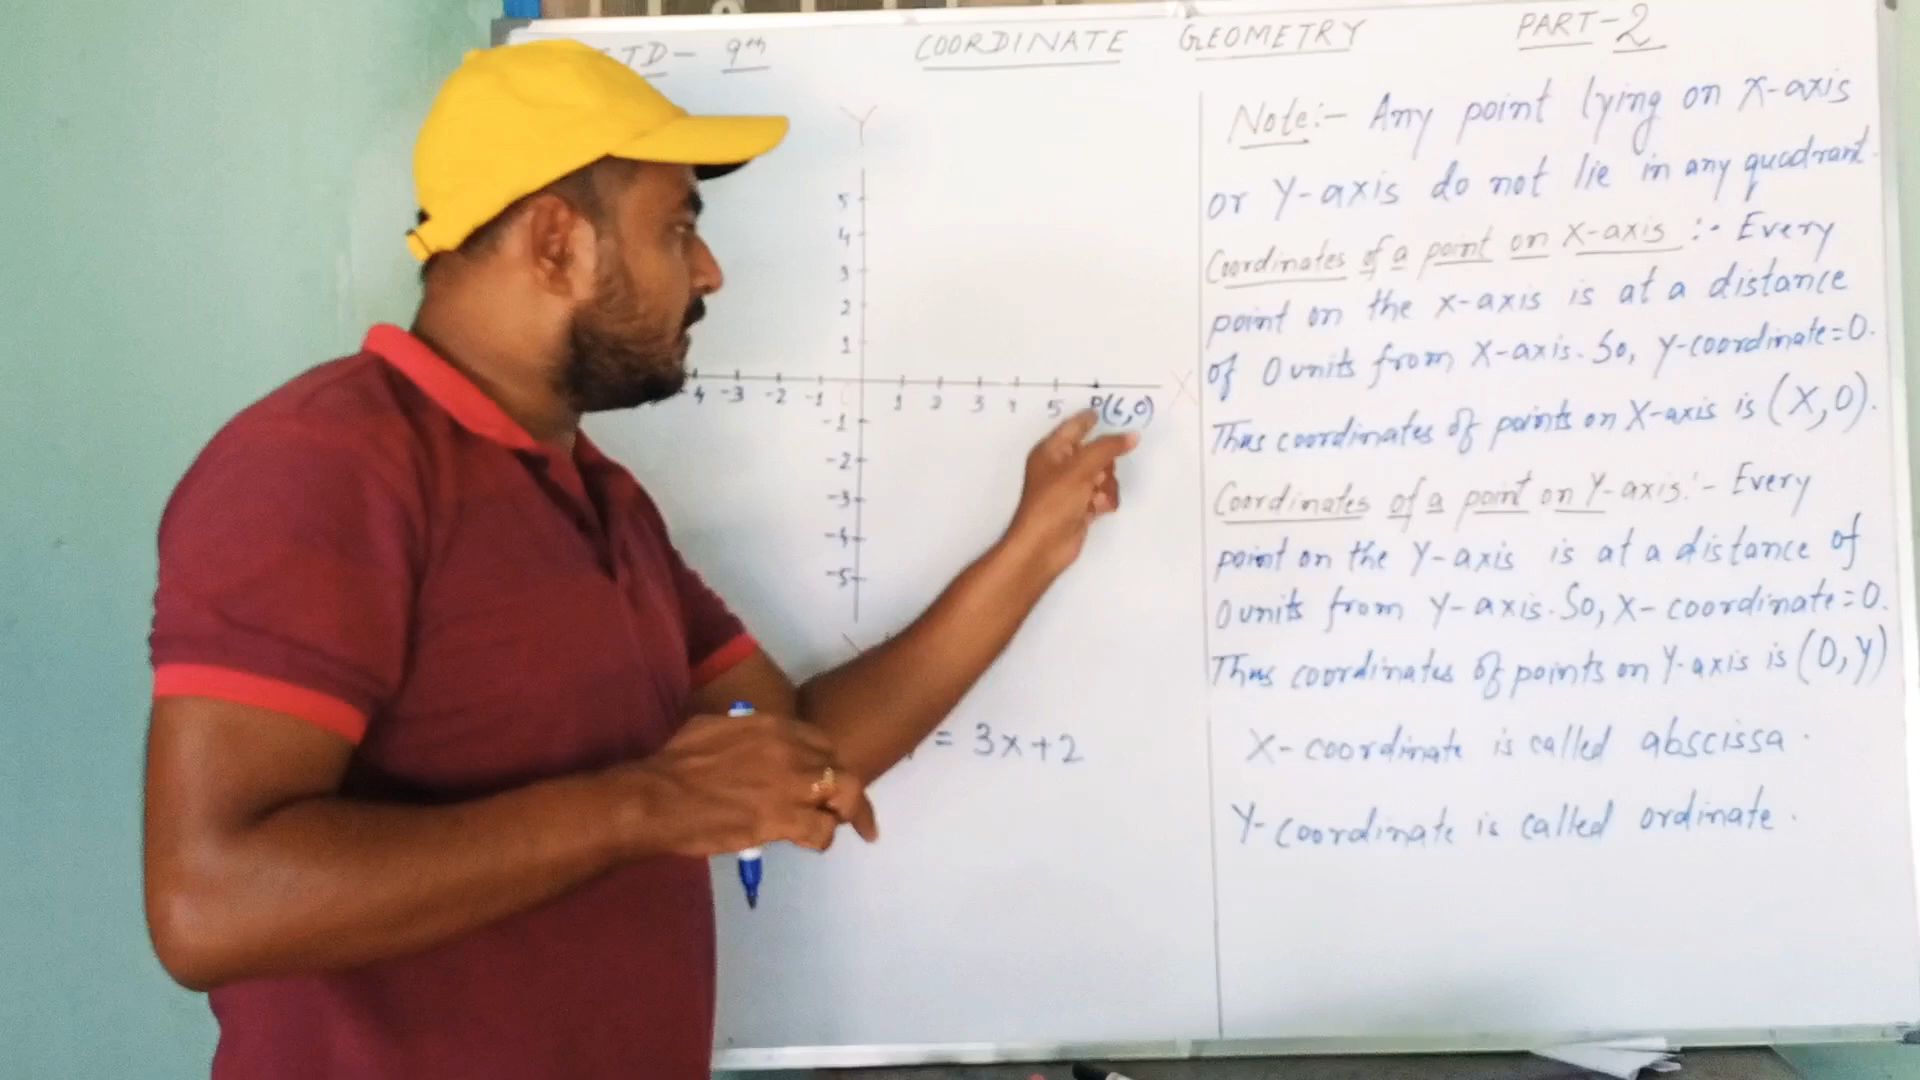 STD- 9th COORDINATE GEOMETRY PART-2
Y
5
4
3
2
1
-4 -3 -2 -1 1 2 3 4 5 P(6,0) X
-1
-2
-3
-4
-5
= 3x+2
Note:- Any point lying on X-axis
or Y-axis do not lie in any quadrant.
Coordinates of a point on X-axis :- Every
point on the X-axis is at a distance
of 0 units from X-axis. So, Y-coordinate=0.
Thus coordinates of points on X-axis is (X,0).
Coordinates of a point on Y-axis:- Every
point on the Y-axis is at a distance of
0 units from Y-axis. So, X-coordinate=0.
Thus coordinates of points on Y-axis is (0,Y)
X-coordinate is called abscissa.
Y-coordinate is called ordinate.